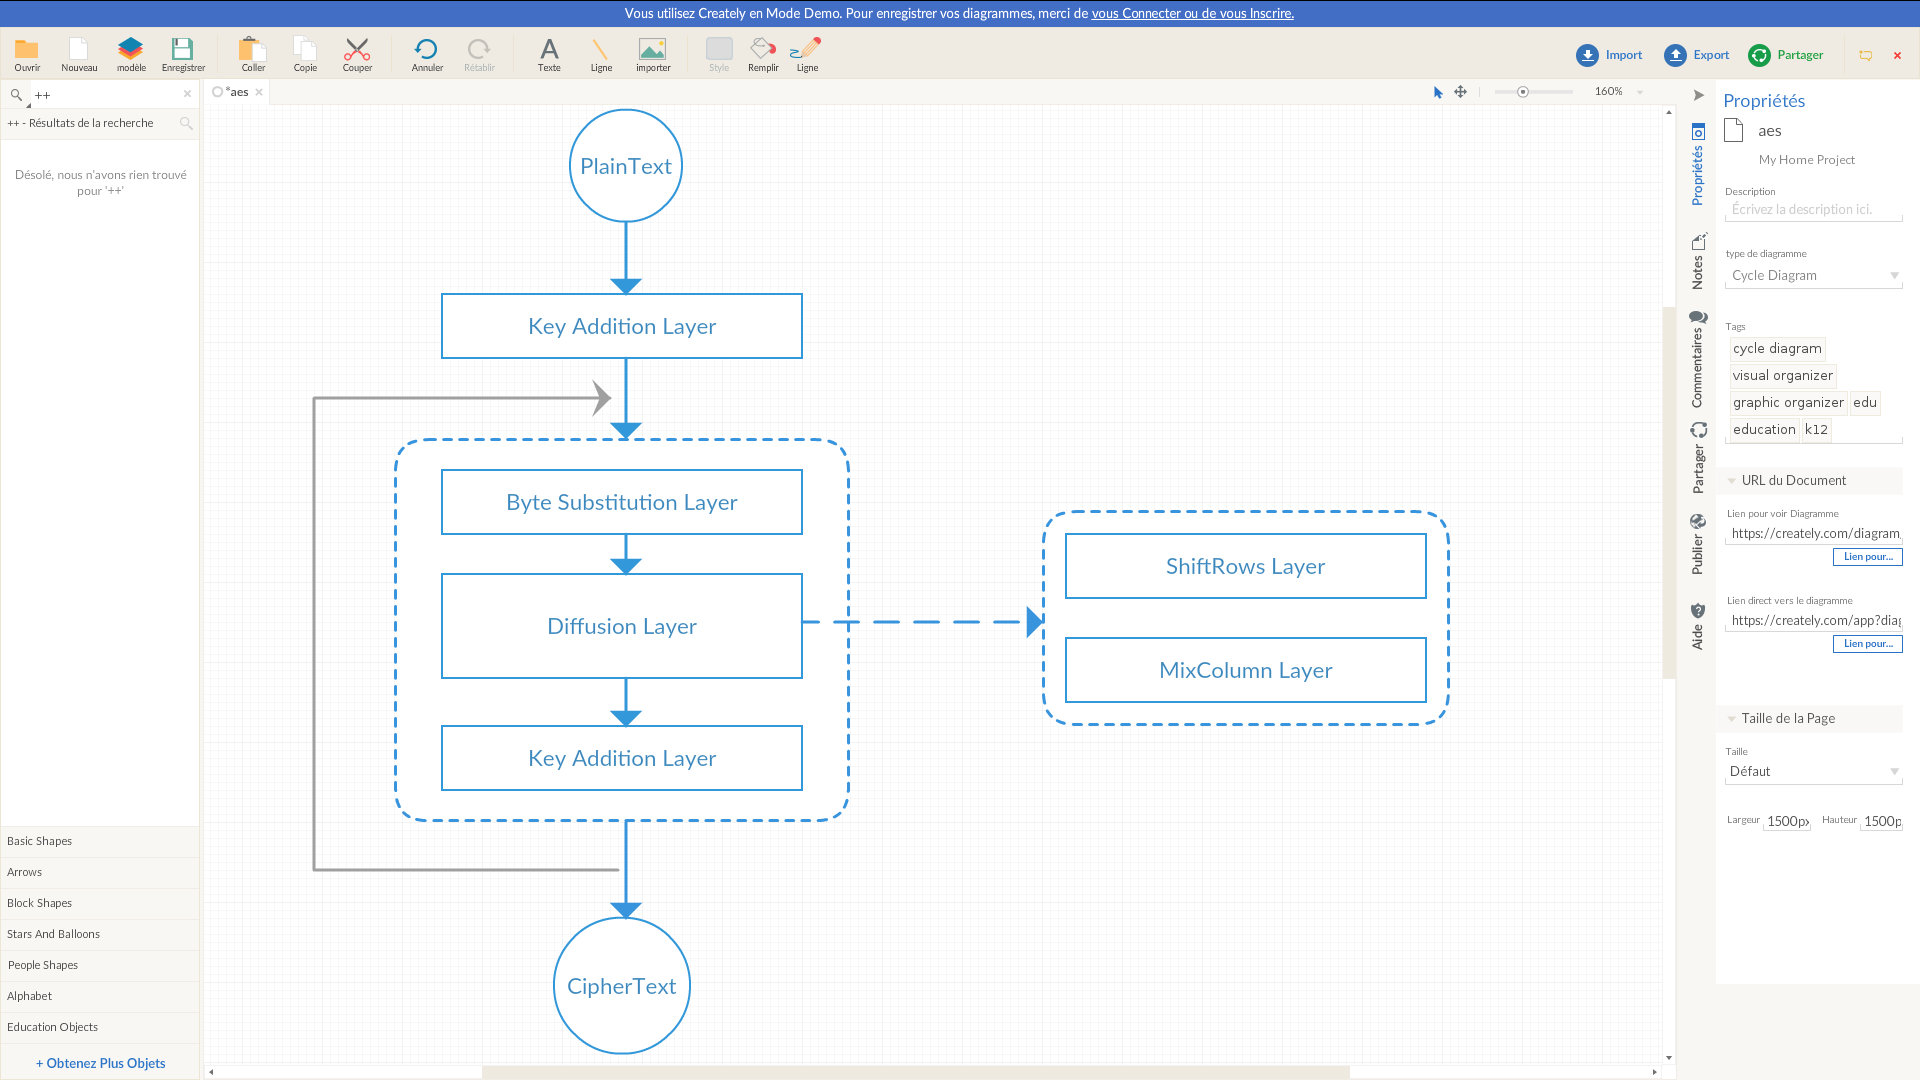 Vous utilisez Creately en Mode Demo. Pour enregistrer vos diagrammes, merci de vous Connecter ou de vous Inscrire.
Ouvrir
Nouveau
modèle
Enregistrer
Coller
Copie
Couper
Annuler
Rétablir
Texte
Ligne
importer
Style
Remplir
Ligne
Import
Export
Partager
++
++ - Résultats de la recherche
Désolé, nous n'avons rien trouvé
pour '++'
Basic Shapes
Arrows
Block Shapes
Stars And Balloons
People Shapes
Alphabet
Education Objects
+ Obtenez Plus Objets
*aes
160%
PlainText
Key Addition Layer
Byte Substitution Layer
Diffusion Layer
Key Addition Layer
CipherText
ShiftRows Layer
MixColumn Layer
Propriétés
Notes
Commentaires
Partager
Publier
Aide
Propriétés
aes
My Home Project
Description
Écrivez la description ici.
type de diagramme
Cycle Diagram
Tags
cycle diagram
visual organizer
graphic organizer edu
education k12
URL du Document
Lien pour voir Diagramme
https://creately.com/diagram
Lien pour...
Lien direct vers le diagramme
https://creately.com/app?diag
Lien pour...
Taille de la Page
Taille
Défaut
Largeur 1500px Hauteur 1500p